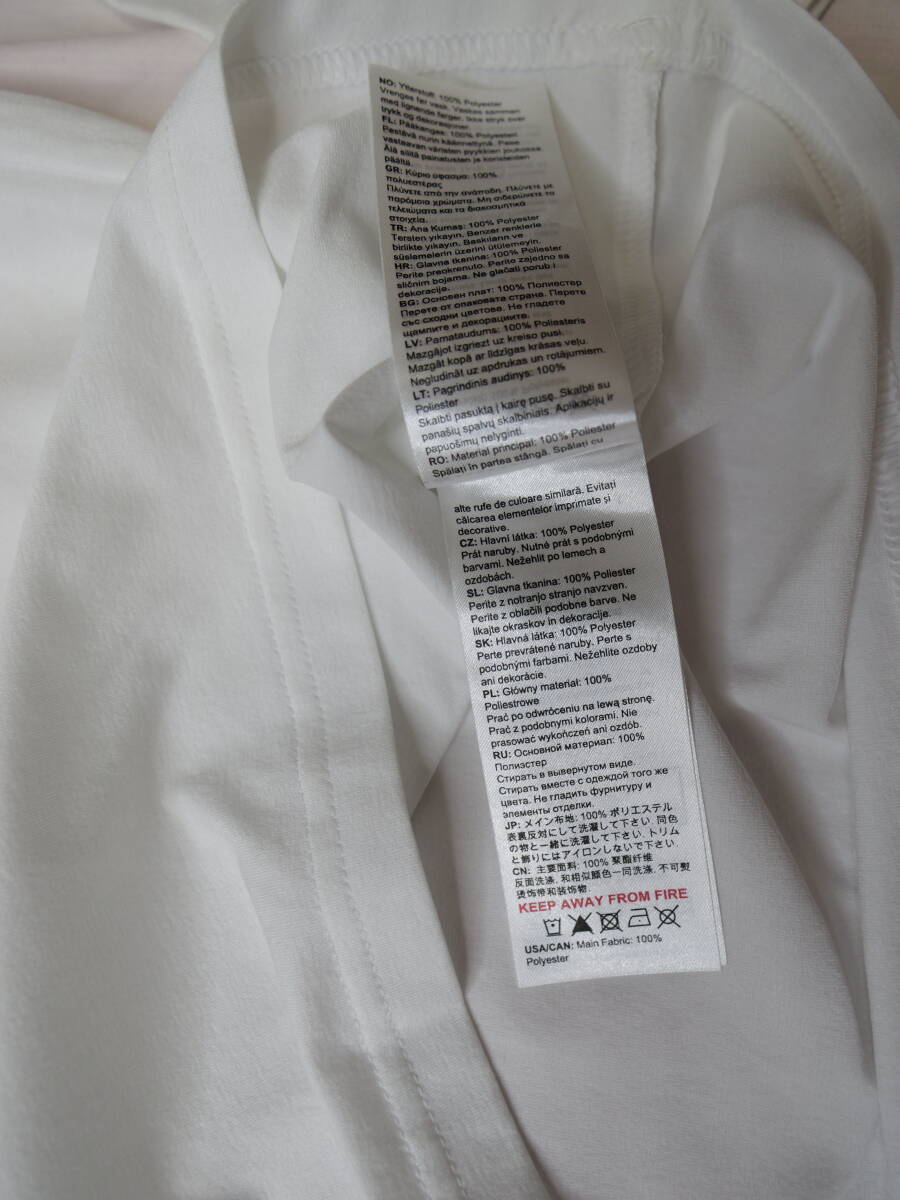 NO: Ytterstoff: 100% Polyester
Vrenges før vask. Vaskes sammen
med lignende farger. Ikke stryk over
trykk og dekorasjoner.
FL: Pääkangas: 100% Polyesteri
Pestävä nurin käännettynä. Pese
vastaavan väristen pyykkien joukossa.
Älä silitä painatusten ja koristeiden
päältä.
GR: Κύριο ύφασμα: 100%
πολυεστέρας
Πλύνετε από την ανάποδη. Πλύνετε με
παρόμοια χρώματα. Μη σιδερώνετε τα
τελειώματα και τα διακοσμητικά
στοιχεία.
TR: Ana Kumaş: 100% Polyester
Tersten yıkayın. Benzer renklerle
birlikte yıkayın. Baskıların ve
süslemelerin üzerini ütülemeyin.
HR: Glavna tkanina: 100% Poliester
Perite preokrenuto. Perite zajedno sa
sličnim bojama. Ne glačati porub i
dekoracije.
BG: Основен плат: 100% Полиестер
Перете от опаковата страна. Перете
със сходни цветове. Не гладете
щампите и декорациите.
LV: Pamataudums: 100% Poliesteris
Mazgājot izgriezt uz kreiso pusi.
Mazgāt kopā ar līdzīgas krāsas veļu.
Negludināt uz apdrukas un rotājumiem.
LT: Pagrindinis audinys: 100%
Poliester
Skalbti pasuktą į kairę pusę. Skalbti su
panašių spalvų skalbiniais. Aplikacijų ir
papuošimų nelyginti.
RO: Material principal: 100% Poliester
Spălați în partea stângă. Spălați cu
alte rufe de culoare similară. Evitați
călcarea elementelor imprimate și
decorative.
CZ: Hlavní látka: 100% Polyester
Prát naruby. Nutné prát s podobnými
barvami. Nežehlit po lemech a
ozdobách.
SL: Glavna tkanina: 100% Poliester
Perite z notranjo stranjo navzven.
Perite z oblačili podobne barve. Ne
likajte okraskov in dekoracije.
SK: Hlavná látka: 100% Polyester
Perte prevrátené naruby. Perte s
podobnými farbami. Nežehlite ozdoby
ani dekorácie.
PL: Główny materiał: 100%
Poliestrowe
Prać po odwróceniu na lewą stronę.
Prać z podobnymi kolorami. Nie
prasować wykończeń ani ozdób.
RU: Основной материал: 100%
Полиэстер
Стирать в вывернутом виде.
Стирать вместе с одеждой того же
цвета. Не гладить фурнитуру и
элементы отделки.
JP: メイン布地: 100% ポリエステル
表裏反対にして洗濯して下さい. 同色
の物と一緒に洗濯して下さい. トリム
と飾りにはアイロンしないで下さい.
CN: 主要面料: 100% 聚酯纤维
反面洗涤. 和相似颜色一同洗涤. 不可熨
烫饰带和装饰物.
KEEP AWAY FROM FIRE
USA/CAN: Main Fabric: 100%
Polyester